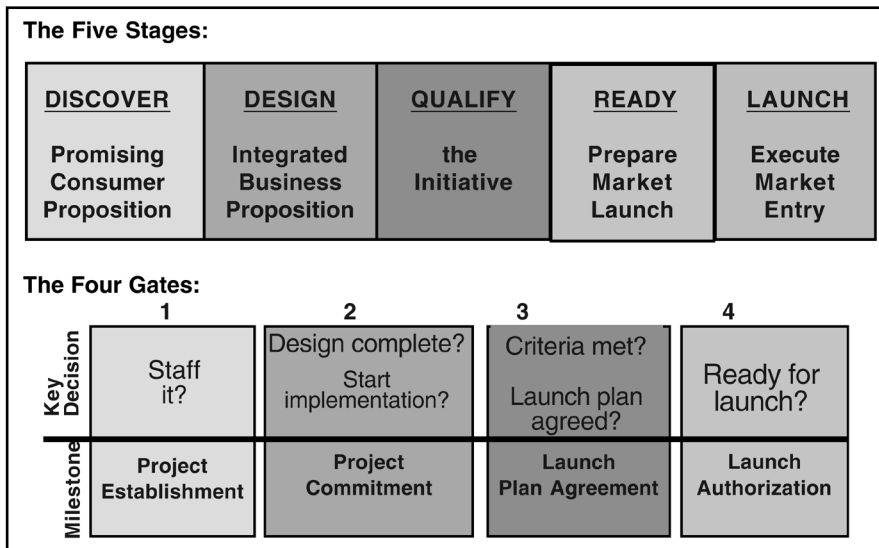 The Five Stages:
DISCOVER
Promising
Consumer
Proposition
DESIGN
Integrated
Business
Proposition
QUALIFY
the
Initiative
READY
Prepare
Market
Launch
LAUNCH
Execute
Market
Entry
The Four Gates:
1
2
3
4
Key
Decision
Staff
it?
Design complete?
Start
implementation?
Criteria met?
Launch plan
agreed?
Ready for
launch?
Milestone
Project
Establishment
Project
Commitment
Launch
Plan Agreement
Launch
Authorization